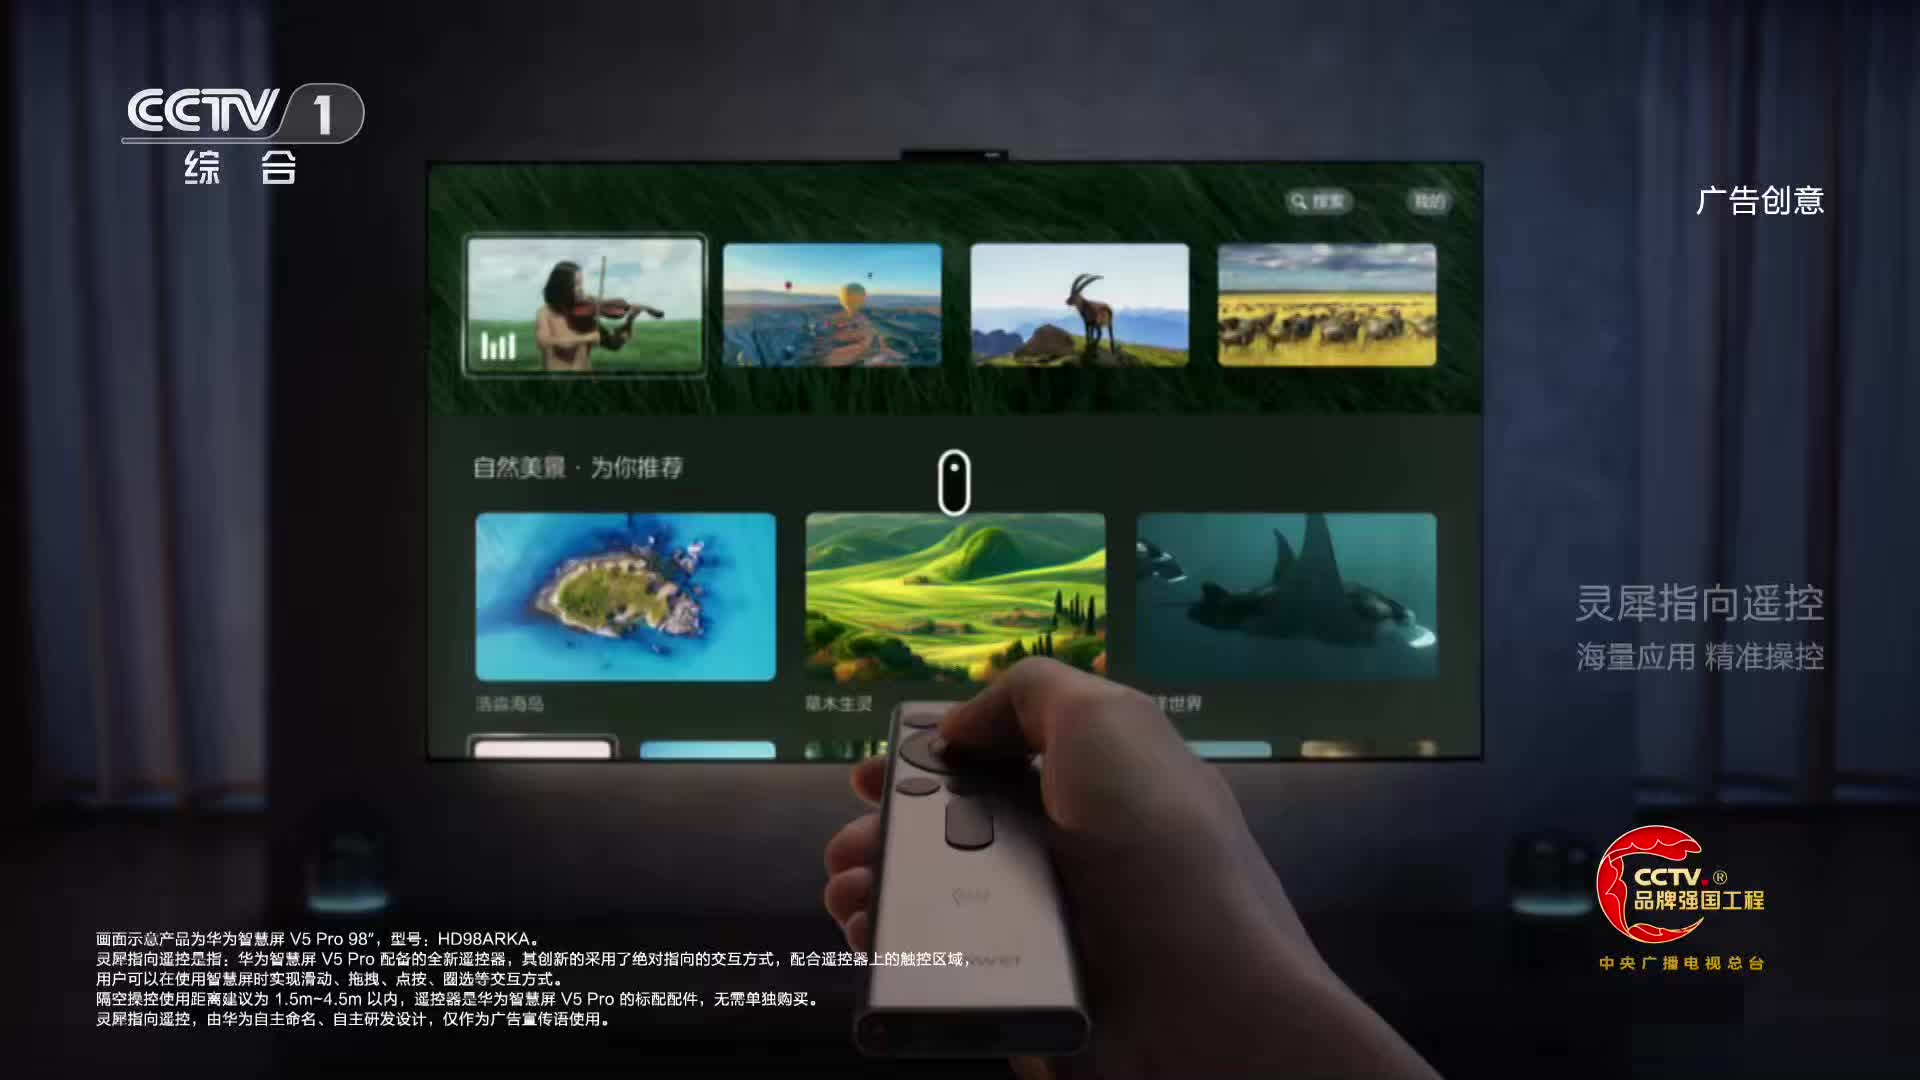 CCTV 1
综 合
广告创意
搜索
我的
自然美景 · 为你推荐
灵犀指向遥控
海量应用 精准操控
浩淼海岛
草木生灵
世界
CCTV®
品牌强国工程
中央广播电视总台
画面示意产品为华为智慧屏 V5 Pro 98”，型号：HD98ARKA。
灵犀指向遥控是指：华为智慧屏 V5 Pro 配备的全新遥控器，其创新的采用了绝对指向的交互方式，配合遥控器上的触控区域，
用户可以在使用智慧屏时实现滑动、拖拽、点按、圈选等交互方式。
隔空操控使用距离建议为 1.5m~4.5m 以内，遥控器是华为智慧屏 V5 Pro 的标配配件，无需单独购买。
灵犀指向遥控，由华为自主命名、自主研发设计，仅作为广告宣传语使用。